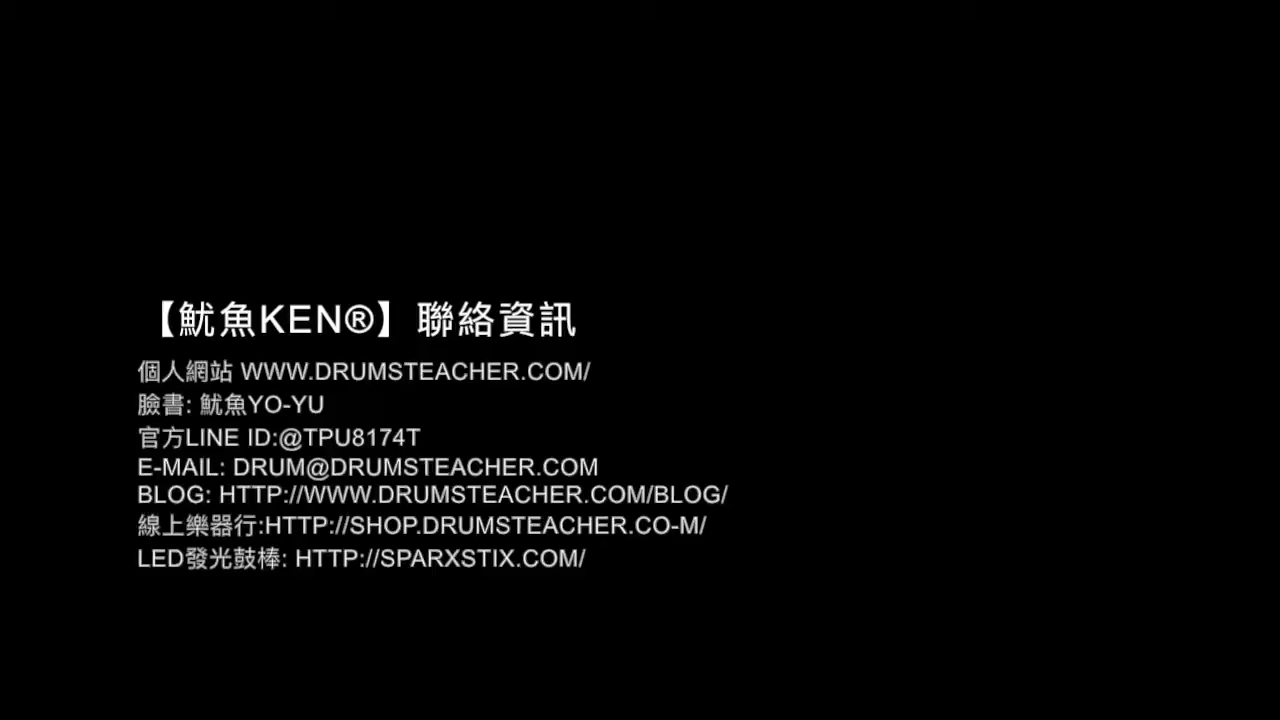 【魷魚KEN®】聯絡資訊
個人網站 WWW.DRUMSTEACHER.COM/
臉書: 魷魚YO-YU
官方LINE ID:@TPU8174T
E-MAIL: DRUM@DRUMSTEACHER.COM
BLOG: HTTP://WWW.DRUMSTEACHER.COM/BLOG/
線上樂器行:HTTP://SHOP.DRUMSTEACHER.CO-M/
LED發光鼓棒: HTTP://SPARXSTIX.COM/